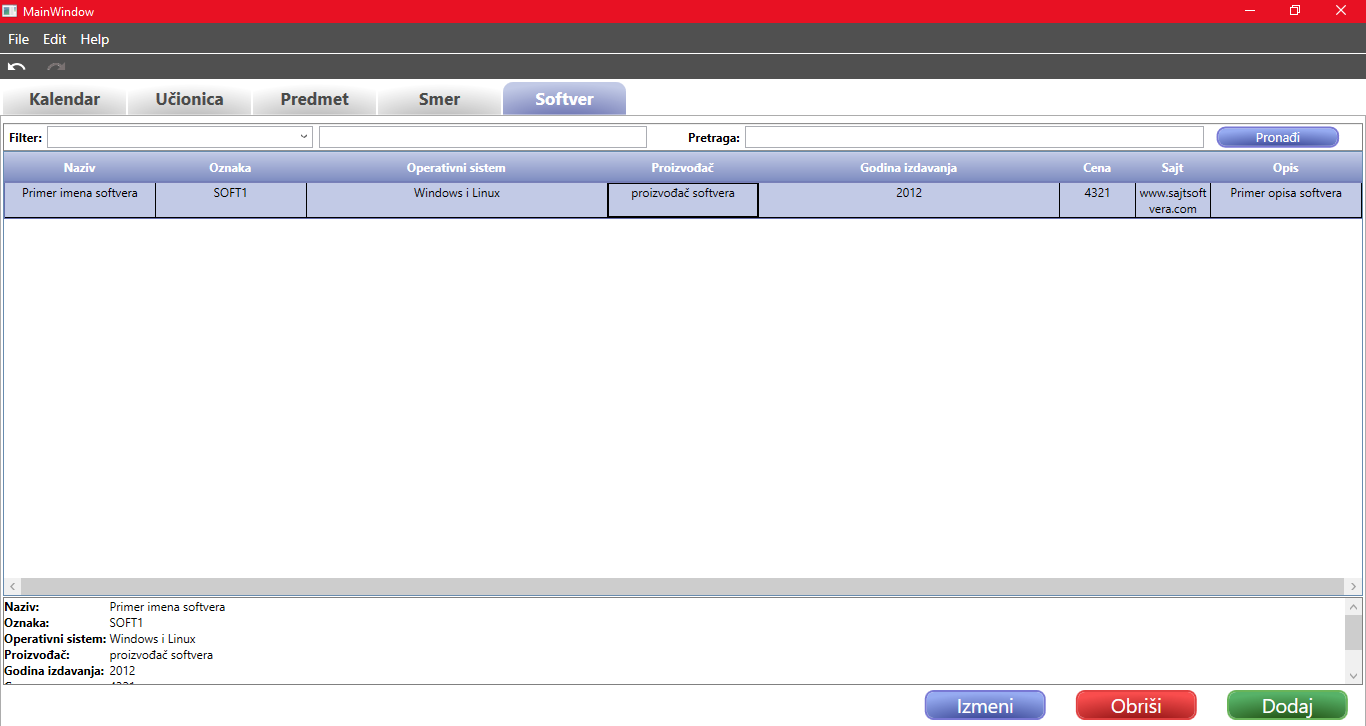 MainWindow
File Edit Help
Kalendar Učionica Predmet Smer Softver
Filter: Pretraga: Pronađi
Naziv Oznaka Operativni sistem Proizvođač Godina izdavanja Cena Sajt Opis
Primer imena softvera SOFT1 Windows i Linux proizvođač softvera 2012 4321 www.sajtsoft Primer opisa softvera
vera.com
Naziv: Primer imena softvera
Oznaka: SOFT1
Operativni sistem: Windows i Linux
Proizvođač: proizvođač softvera
Godina izdavanja: 2012
Izmeni Obriši Dodaj